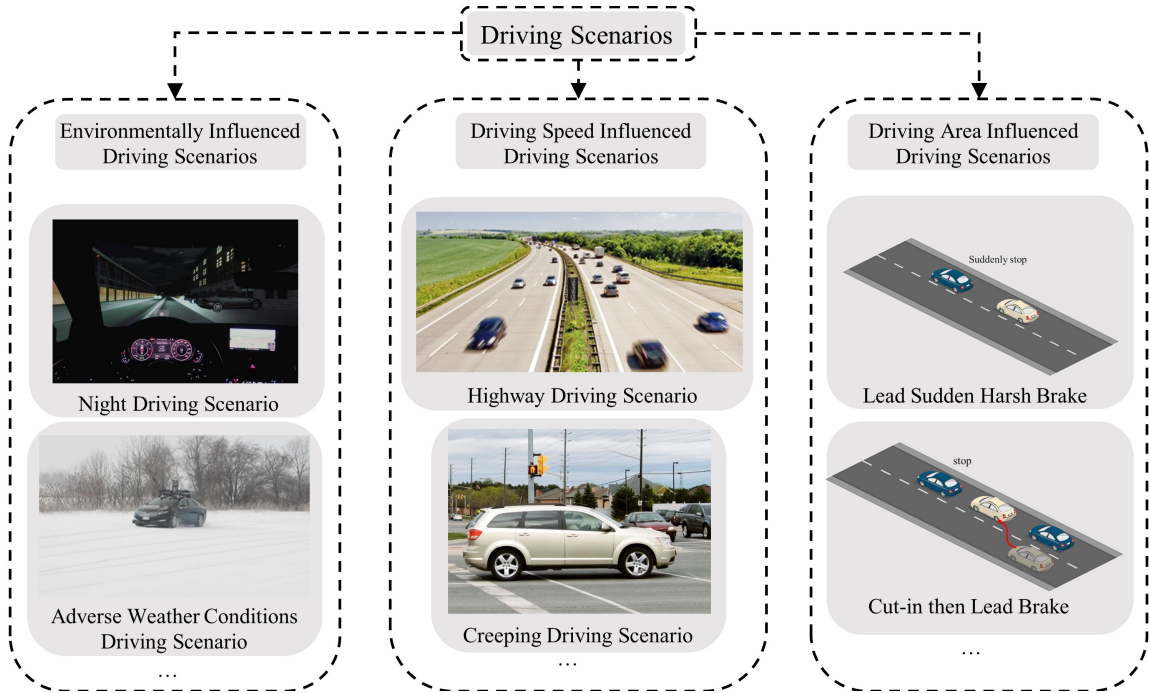 Driving Scenarios
Environmentally Influenced
Driving Scenarios
Night Driving Scenario
Adverse Weather Conditions
Driving Scenario
...
Driving Speed Influenced
Driving Scenarios
Highway Driving Scenario
Creeping Driving Scenario
...
Driving Area Influenced
Driving Scenarios
Suddenly stop
Lead Sudden Harsh Brake
stop
Cut-in then Lead Brake
...